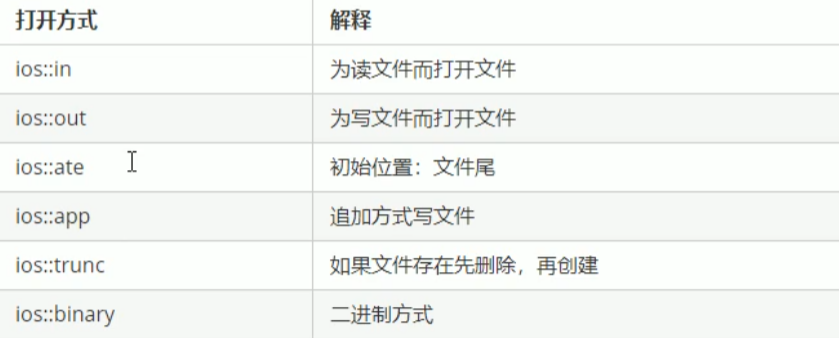 打开方式 解释
ios::in 为读文件而打开文件
ios::out 为写文件而打开文件
ios::ate 初始位置：文件尾
ios::app 追加方式写文件
ios::trunc 如果文件存在先删除，再创建
ios::binary 二进制方式